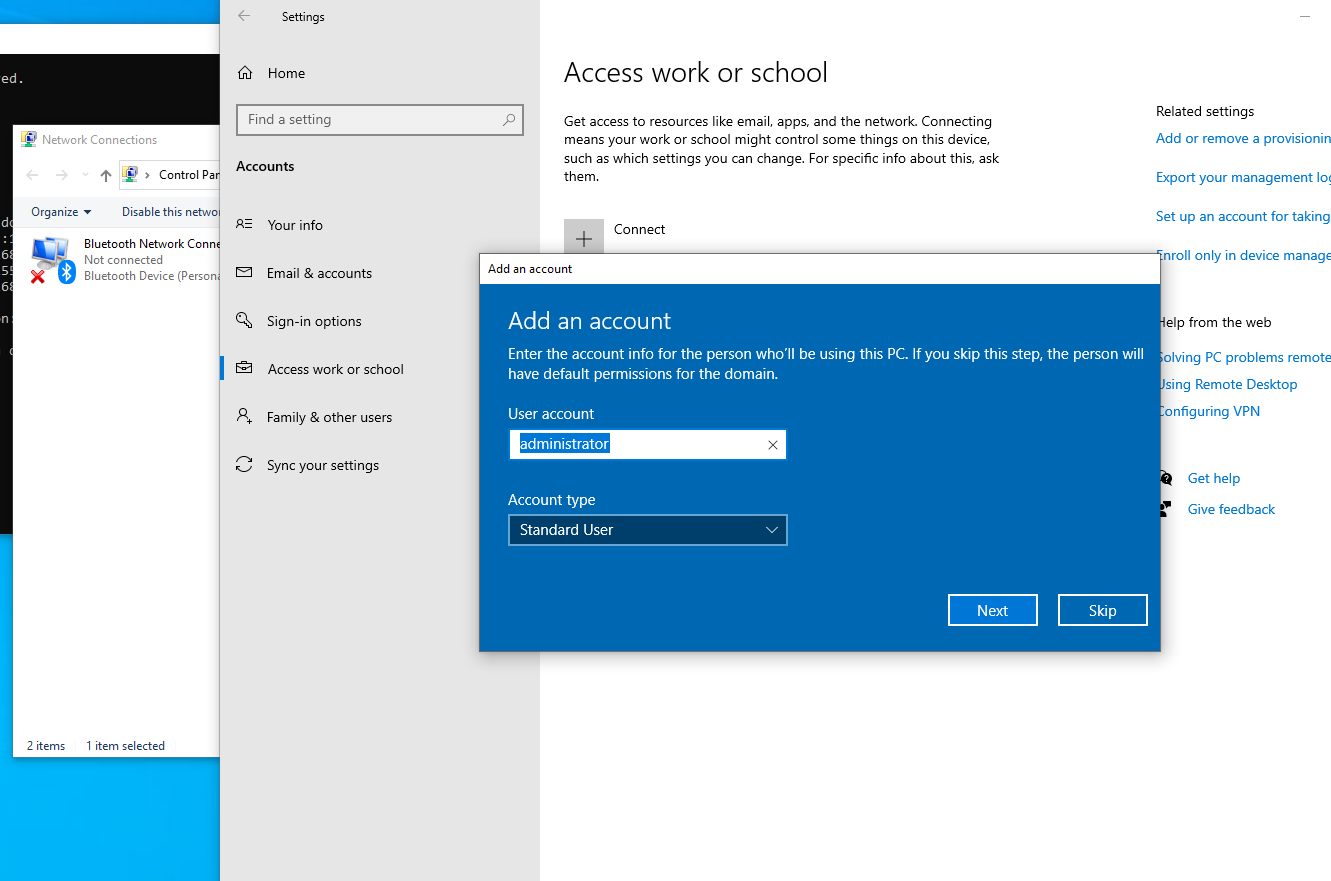 Settings
Home
Find a setting
Accounts
Your info
Email & accounts
Sign-in options
Access work or school
Family & other users
Sync your settings
Access work or school
Get access to resources like email, apps, and the network. Connecting
means your work or school might control some things on this device,
such as which settings you can change. For specific info about this, ask
them.
Connect
Related settings
Add or remove a provisionin
Export your management log
Set up an account for taking
Enroll only in device manage
Help from the web
Solving PC problems remote
Using Remote Desktop
Configuring VPN
Get help
Give feedback
Add an account
Add an account
Enter the account info for the person who'll be using this PC. If you skip this step, the person will
have default permissions for the domain.
User account
administrator
Account type
Standard User
Next
Skip
ed.
Network Connections
Control Par
Organize
Disable this networ
Bluetooth Network Conne
Not connected
Bluetooth Device (Persona
2 items
1 item selected